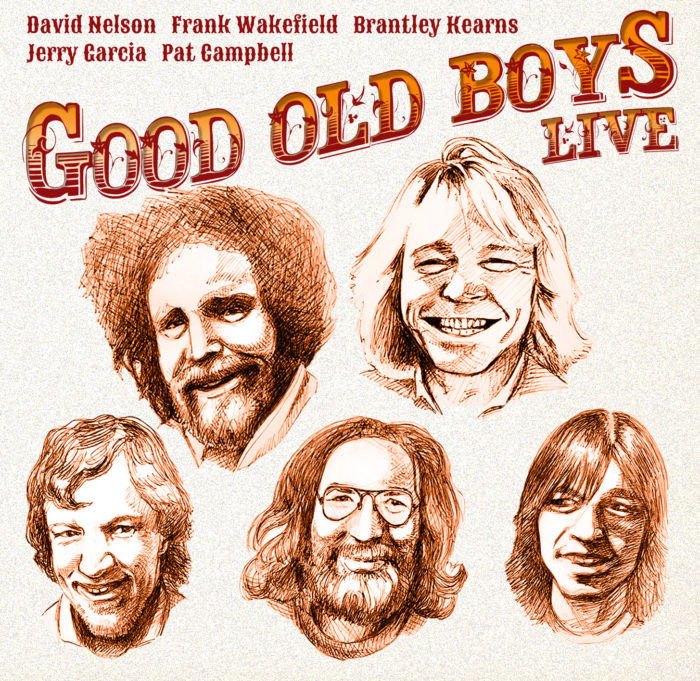 David Nelson Frank Wakefield Brantley Kearns
Jerry Garcia Pat Campbell
GOOD OLD BOYS
LIVE